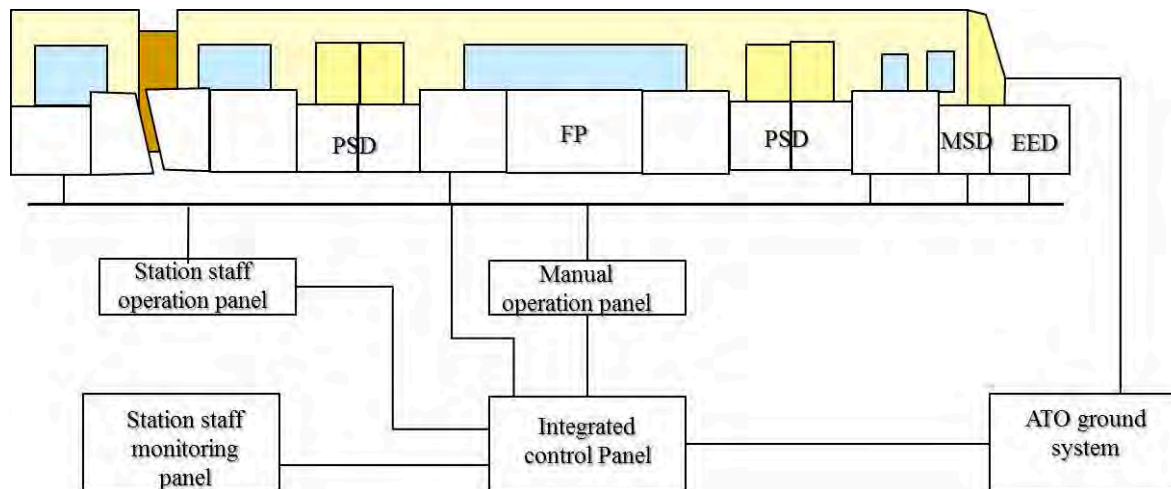 PSD
FP
PSD
MSD
EED
Station staff
operation panel
Manual
operation panel
Station staff
monitoring
panel
Integrated
control Panel
ATO ground
system